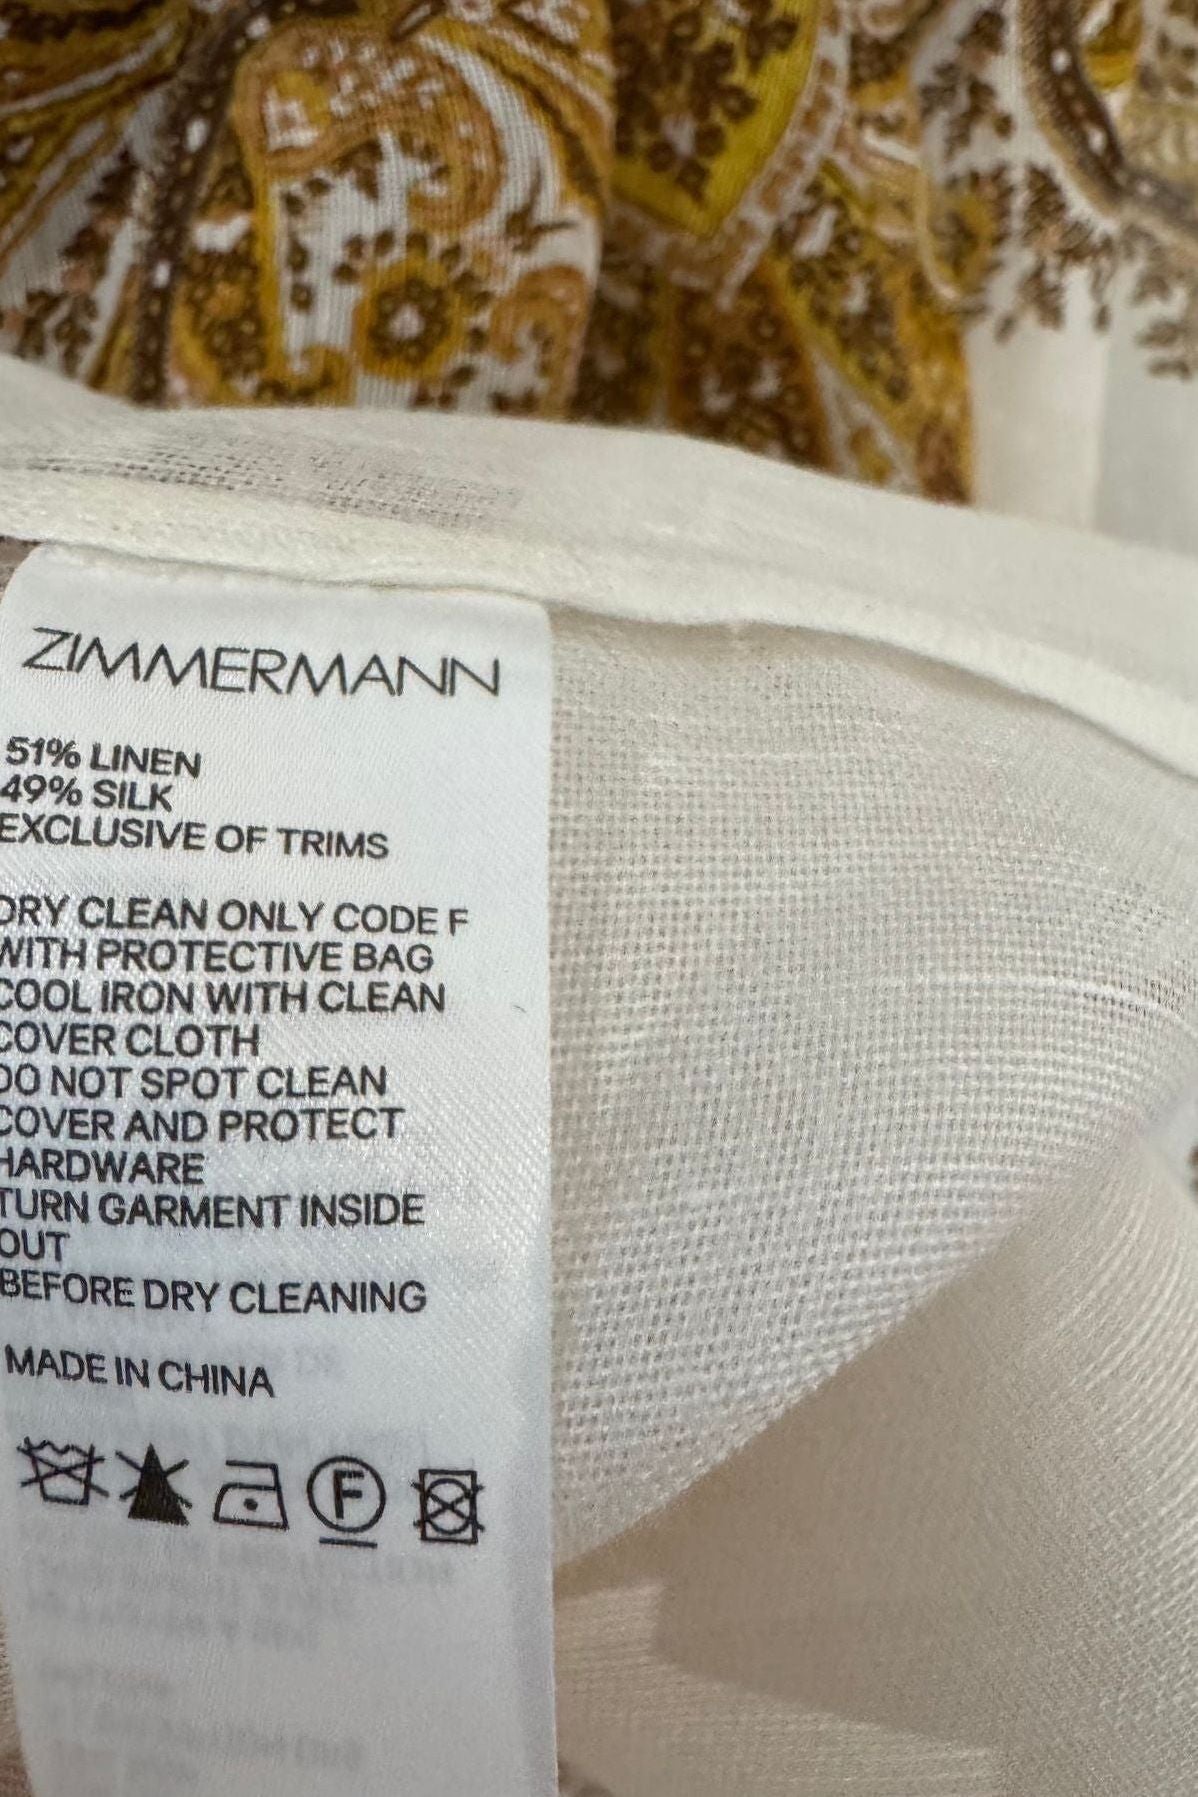 ZIMMERMANN
51% LINEN
49% SILK
EXCLUSIVE OF TRIMS
DRY CLEAN ONLY CODE F
WITH PROTECTIVE BAG
COOL IRON WITH CLEAN
COVER CLOTH
DO NOT SPOT CLEAN
COVER AND PROTECT
HARDWARE
TURN GARMENT INSIDE
OUT
BEFORE DRY CLEANING
MADE IN CHINA
F